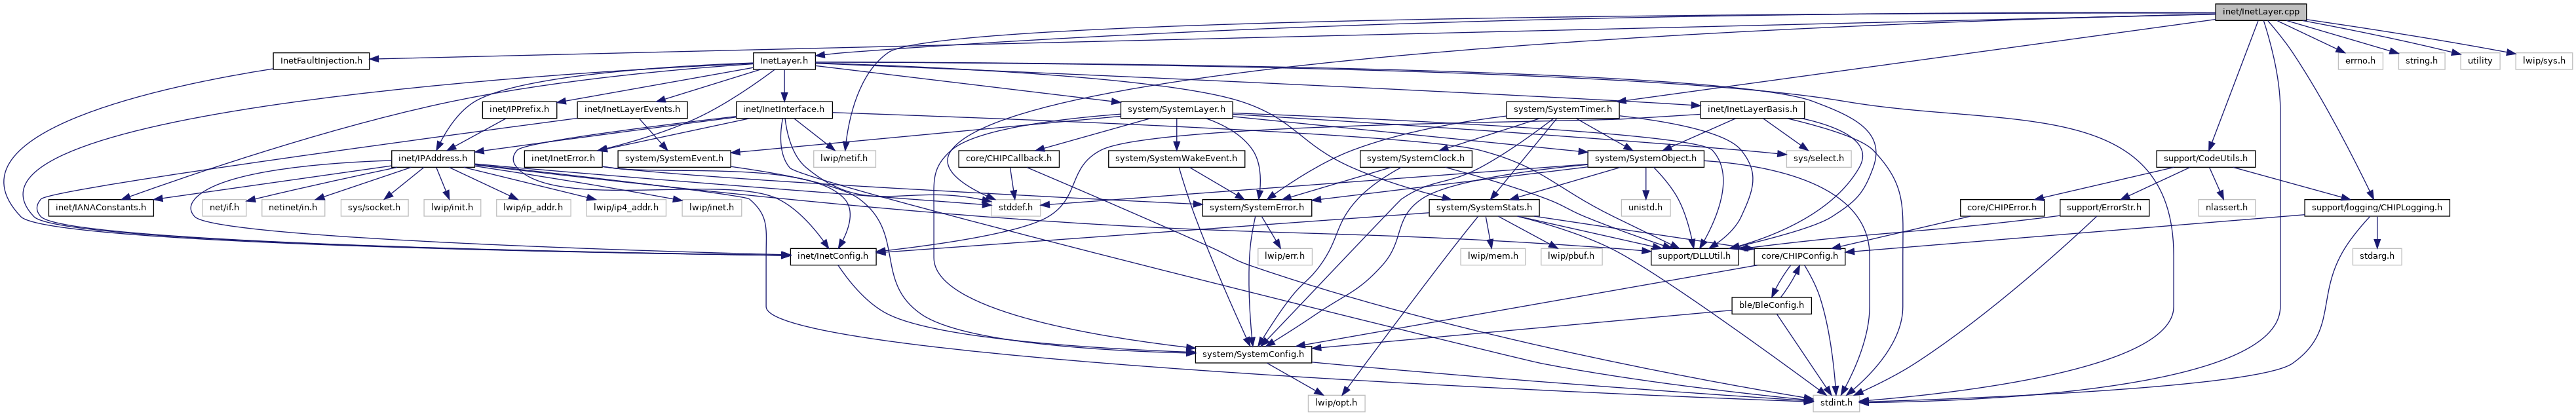 inet/InetLayer.cpp
InetFaultInjection.h
InetLayer.h
errno.h
string.h
utility
lwip/sys.h
inet/IPPrefix.h
inet/InetLayerEvents.h
inet/InetInterface.h
system/SystemLayer.h
system/SystemTimer.h
inet/InetLayerBasis.h
inet/IPAddress.h
inet/InetError.h
system/SystemEvent.h
lwip/netif.h
core/CHIPCallback.h
system/SystemWakeEvent.h
system/SystemClock.h
system/SystemObject.h
sys/select.h
support/CodeUtils.h
inet/IANAConstants.h
net/if.h
netinet/in.h
sys/socket.h
lwip/init.h
lwip/ip_addr.h
lwip/ip4_addr.h
lwip/inet.h
stddef.h
system/SystemError.h
system/SystemStats.h
unistd.h
core/CHIPError.h
support/ErrorStr.h
nlassert.h
support/logging/CHIPLogging.h
inet/InetConfig.h
lwip/err.h
lwip/mem.h
lwip/pbuf.h
support/DLLUtil.h
core/CHIPConfig.h
stdarg.h
ble/BleConfig.h
system/SystemConfig.h
lwip/opt.h
stdint.h